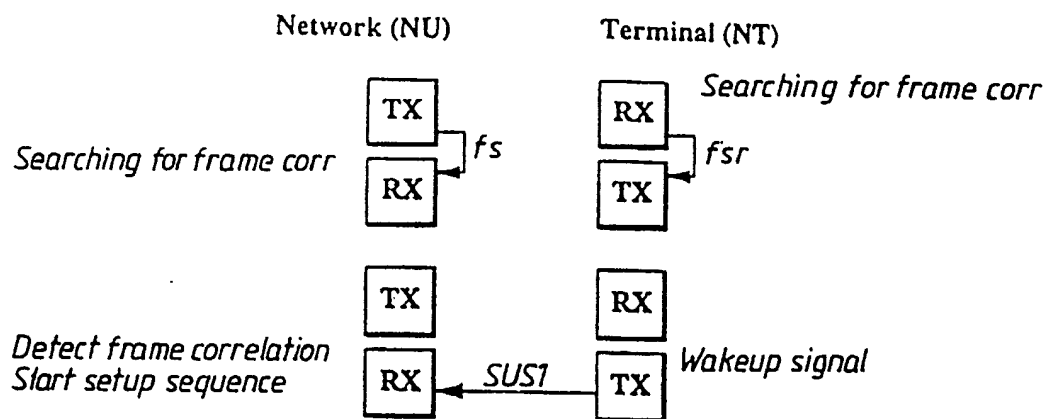 Network (NU)
Terminal (NT)
Searching for frame corr
TX
RX
Searching for frame corr
fs
fsr
RX
TX
TX
RX
Detect frame correlation
Start setup sequence
RX
SUS1
TX
Wakeup signal